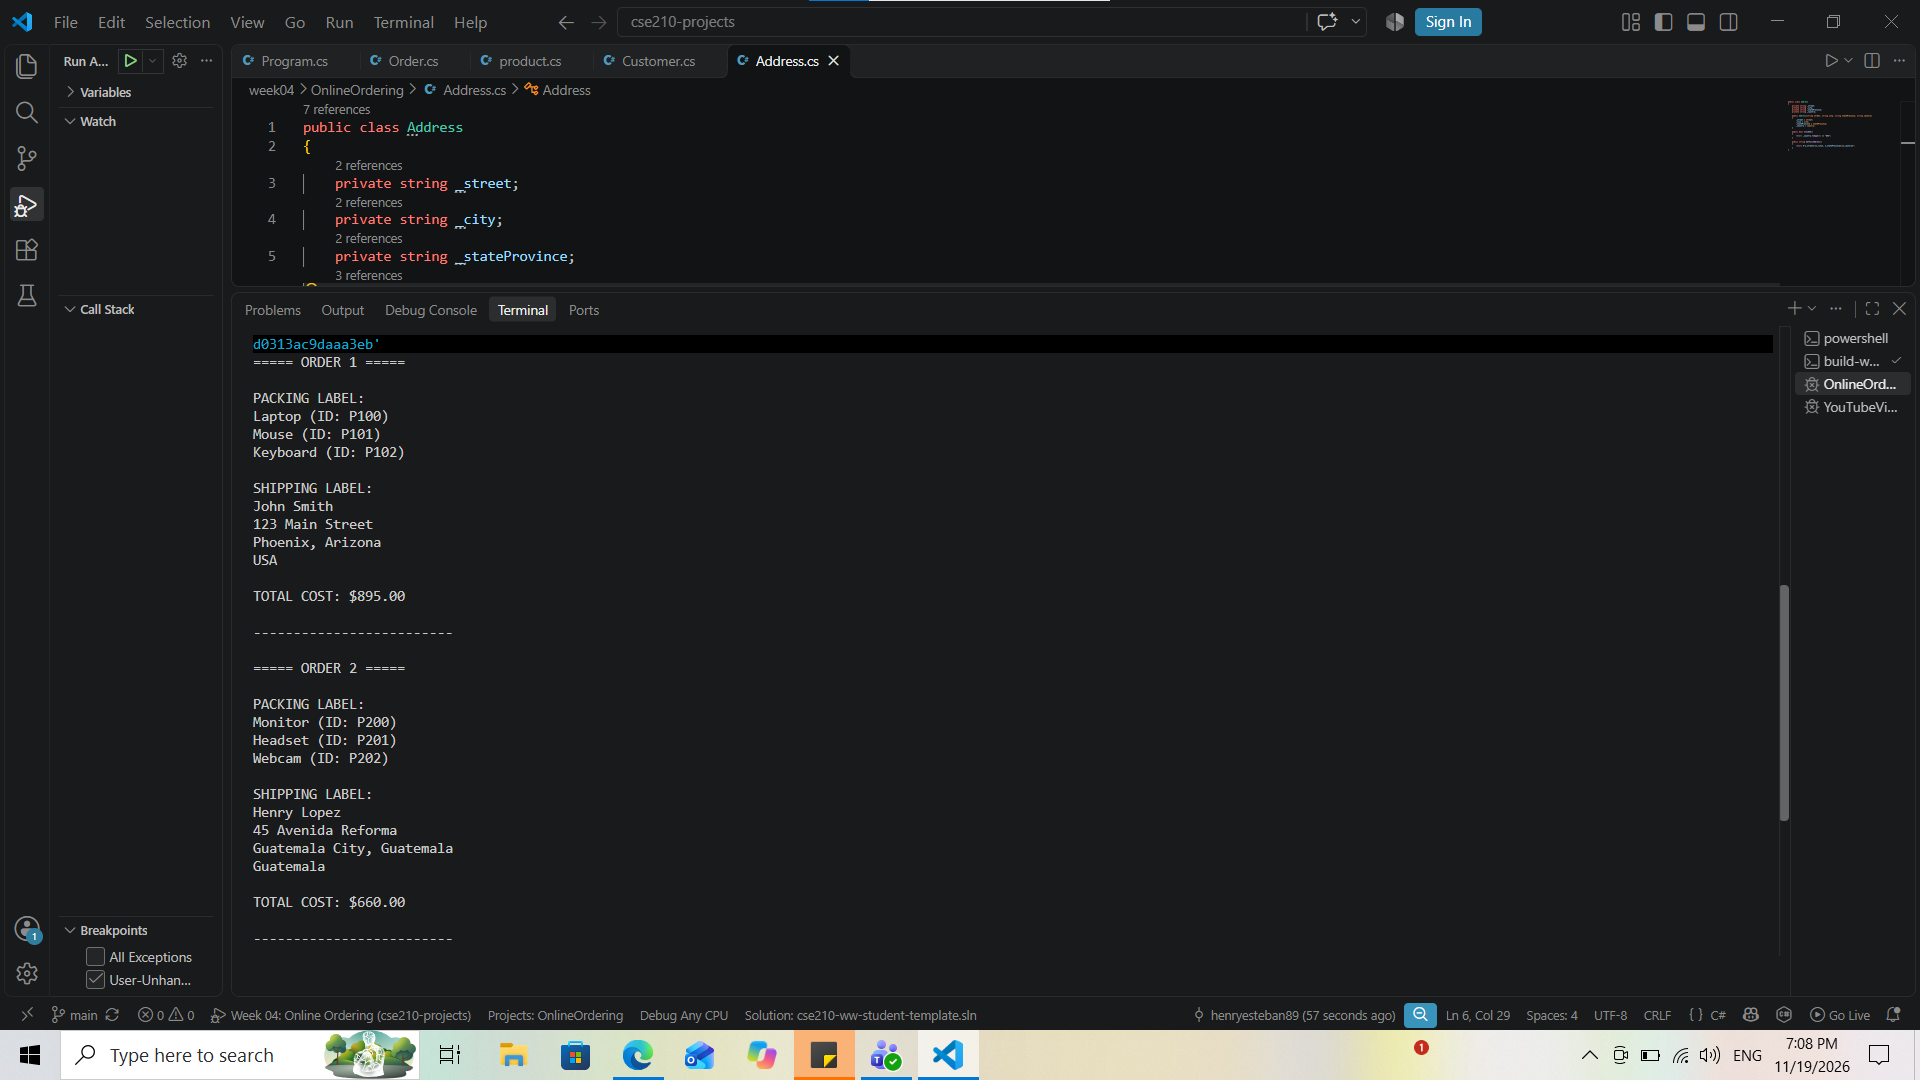 File Edit Selection View Go Run Terminal Help
cse210-projects
Sign In
Run A...
Program.cs
Order.cs
product.cs
Customer.cs
Address.cs
Variables
Watch
Call Stack
Breakpoints
All Exceptions
User-Unhan...
week04 > OnlineOrdering > Address.cs > Address
7 references
1 public class Address
2 {
2 references
3 private string _street;
2 references
4 private string _city;
2 references
5 private string _stateProvince;
3 references
Problems Output Debug Console Terminal Ports
powershell
build-w...
OnlineOrd...
YouTubeVi...
d0313ac9daaa3eb'
===== ORDER 1 =====
PACKING LABEL:
Laptop (ID: P100)
Mouse (ID: P101)
Keyboard (ID: P102)
SHIPPING LABEL:
John Smith
123 Main Street
Phoenix, Arizona
USA
TOTAL COST: $895.00
-------------------------
===== ORDER 2 =====
PACKING LABEL:
Monitor (ID: P200)
Headset (ID: P201)
Webcam (ID: P202)
SHIPPING LABEL:
Henry Lopez
45 Avenida Reforma
Guatemala City, Guatemala
Guatemala
TOTAL COST: $660.00
-------------------------
1
main
0 0
Week 04: Online Ordering (cse210-projects)
Projects: OnlineOrdering
Debug Any CPU
Solution: cse210-ww-student-template.sln
henryesteban89 (57 seconds ago)
Ln 6, Col 29
Spaces: 4
UTF-8
CRLF
{ } C#
Go Live
Type here to search
1
ENG
7:08 PM
11/19/2026